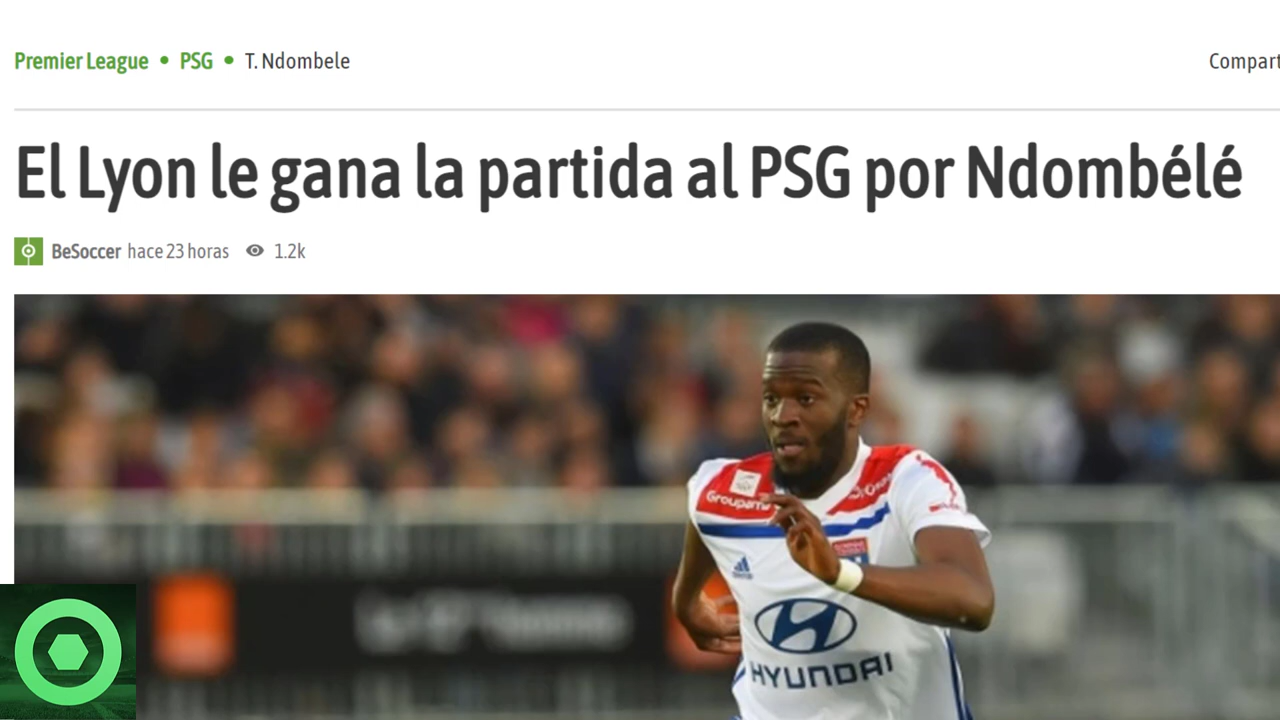 Premier League • PSG • T. Ndombele
El Lyon le gana la partida al PSG por Ndombélé
BeSoccer hace 23 horas 1.2k
Groupama
HYUNDAI